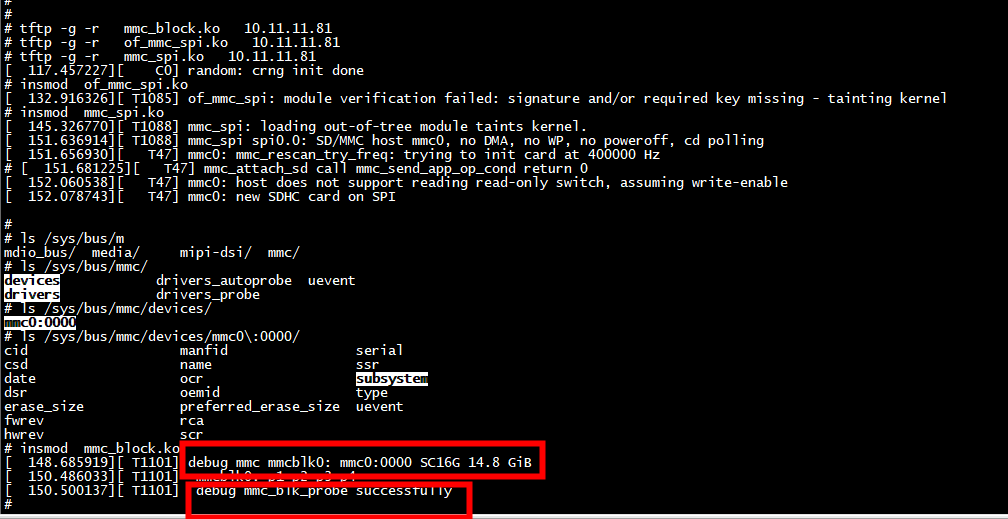 #
#
# tftp -g -r   mmc_block.ko   10.11.11.81
# tftp -g -r   of_mmc_spi.ko   10.11.11.81
# tftp -g -r   mmc_spi.ko   10.11.11.81
[  117.457227][    C0] random: crng init done
# insmod  of_mmc_spi.ko
[  132.916326][ T1085] of_mmc_spi: module verification failed: signature and/or required key missing - tainting kernel
# insmod   mmc_spi.ko
[  145.326770][ T1088] mmc_spi: loading out-of-tree module taints kernel.
[  151.636914][ T1088] mmc_spi spi0.0: SD/MMC host mmc0, no DMA, no WP, no poweroff, cd polling
[  151.656930][   T47] mmc0: mmc_rescan_try_freq: trying to init card at 400000 Hz
# [  151.681225][   T47] mmc_attach_sd call mmc_send_app_op_cond return 0
[  152.060538][   T47] mmc0: host does not support reading read-only switch, assuming write-enable
[  152.078743][   T47] mmc0: new SDHC card on SPI
#
# ls /sys/bus/m
mdio_bus/  media/     mipi-dsi/  mmc/
# ls /sys/bus/mmc/
devices            drivers_autoprobe  uevent
drivers            drivers_probe
# ls /sys/bus/mmc/devices/
mmc0:0000
# ls /sys/bus/mmc/devices/mmc0\:0000/
cid                   manfid                serial
csd                   name                  ssr
date                  ocr                   subsystem
dsr                   oemid                 type
erase_size            preferred_erase_size  uevent
fwrev                 rca
hwrev                 scr
# insmod  mmc_block.ko
[  148.685919][ T1101] debug mmc mmcblk0: mmc0:0000 SC16G 14.8 GiB
[  150.486033][ T1101]  mmcblk0: p1 p2 p3 p4
[  150.500137][ T1101]  debug mmc_blk_probe successfully
#